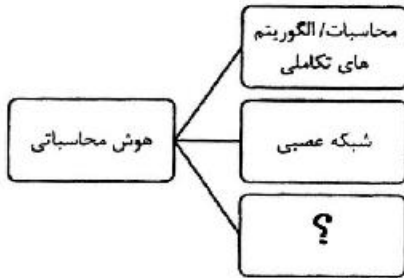 محاسبات/الگوریتم
های تکاملی
هوش محاسباتی
شبکه عصبی
؟